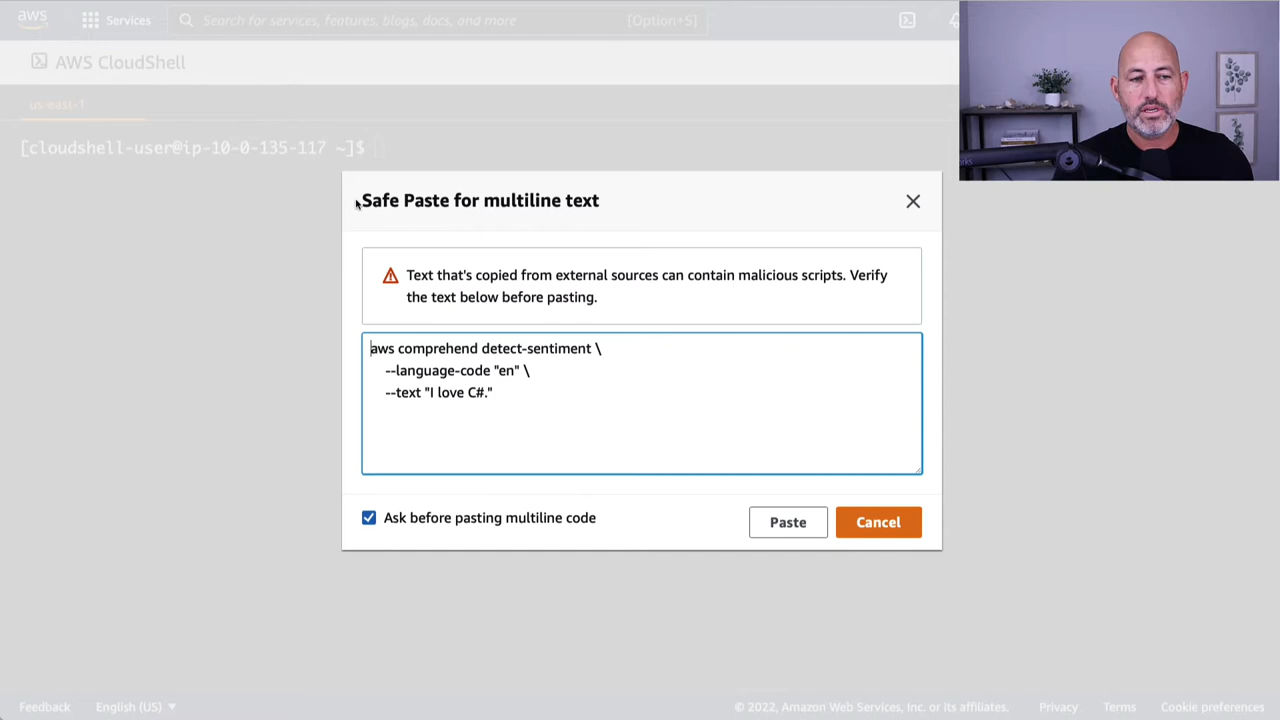 aws
Services
Search for services, features, blogs, docs, and more
[Option+S]
AWS CloudShell
us-east-1
[cloudshell-user@ip-10-0-135-117 ~]$
Safe Paste for multiline text
Text that's copied from external sources can contain malicious scripts. Verify
the text below before pasting.
aws comprehend detect-sentiment \
--language-code "en" \
--text "I love C#."
Ask before pasting multiline code
Paste
Cancel
Feedback
English (US)
© 2022, Amazon Web Services, Inc. or its affiliates.
Privacy
Terms
Cookie preferences